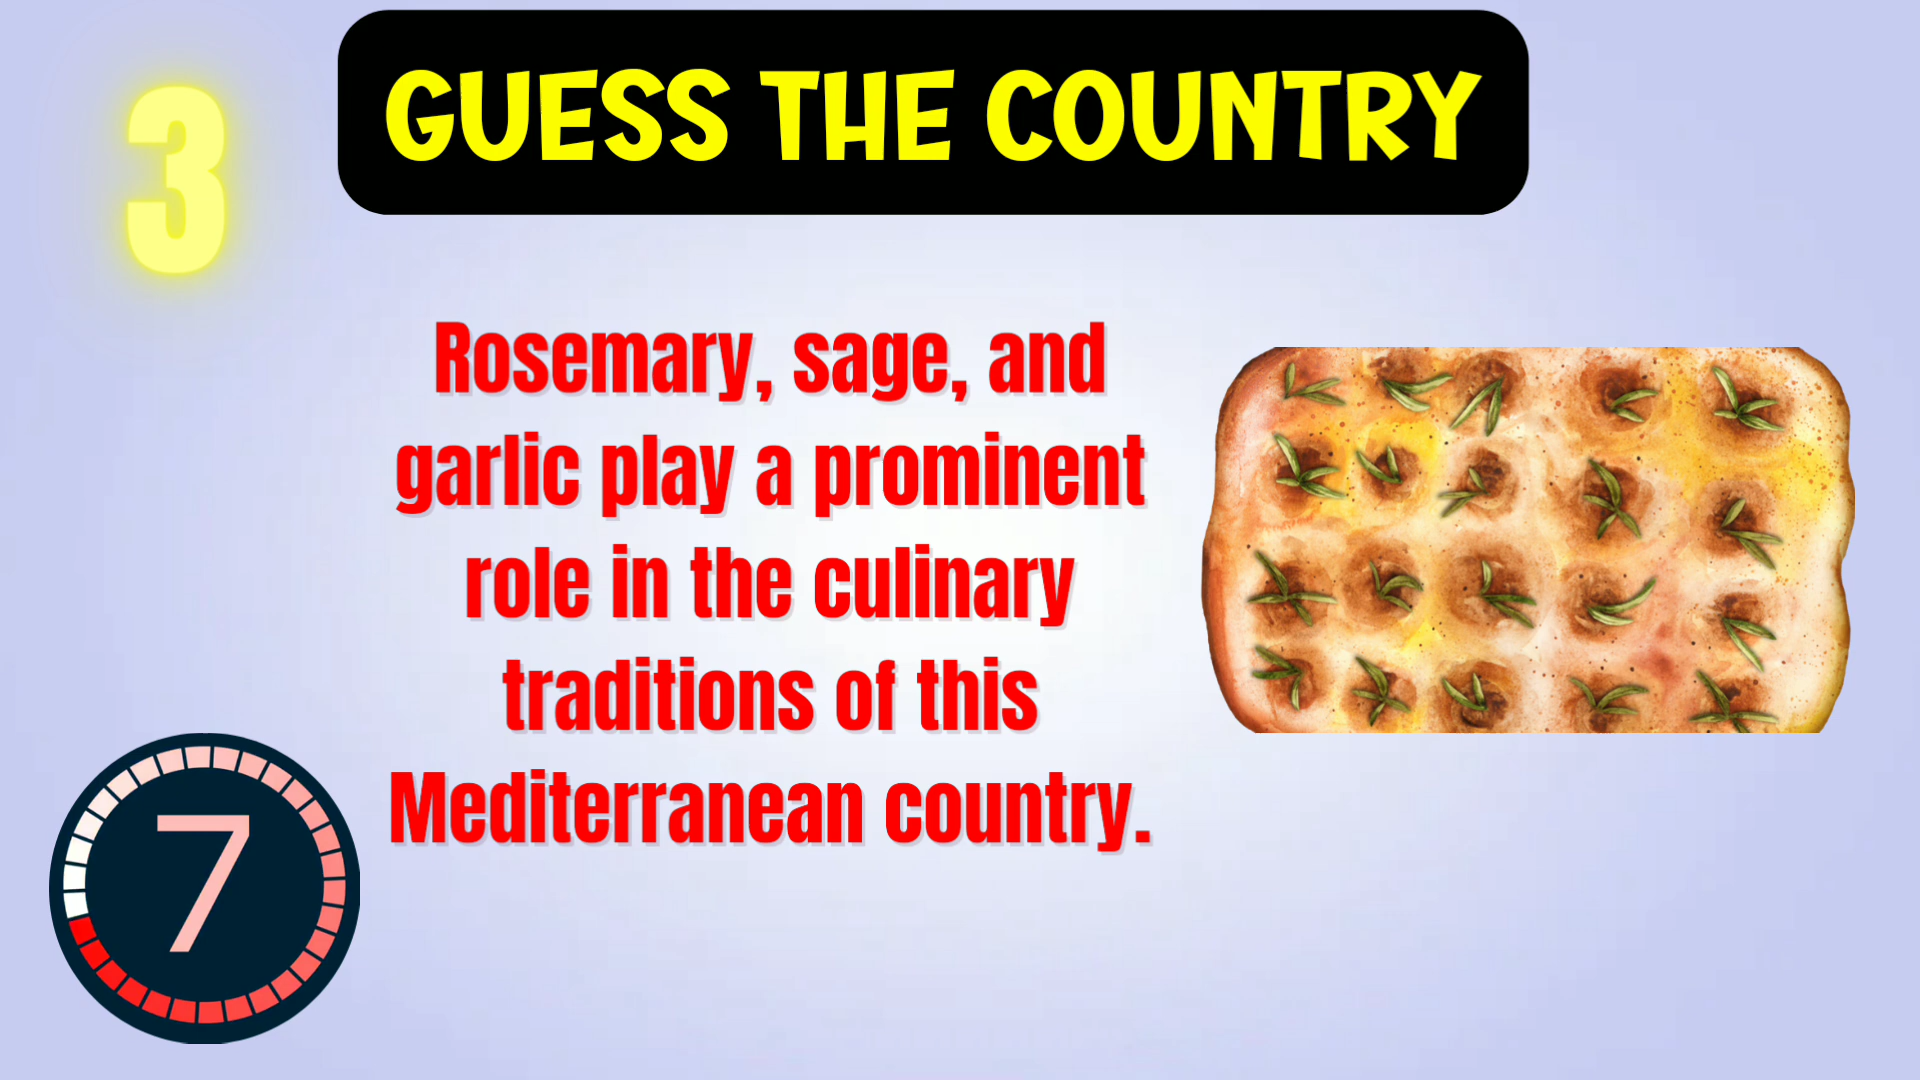 3
GUESS THE COUNTRY
Rosemary, sage, and
garlic play a prominent
role in the culinary
traditions of this
Mediterranean country.
7